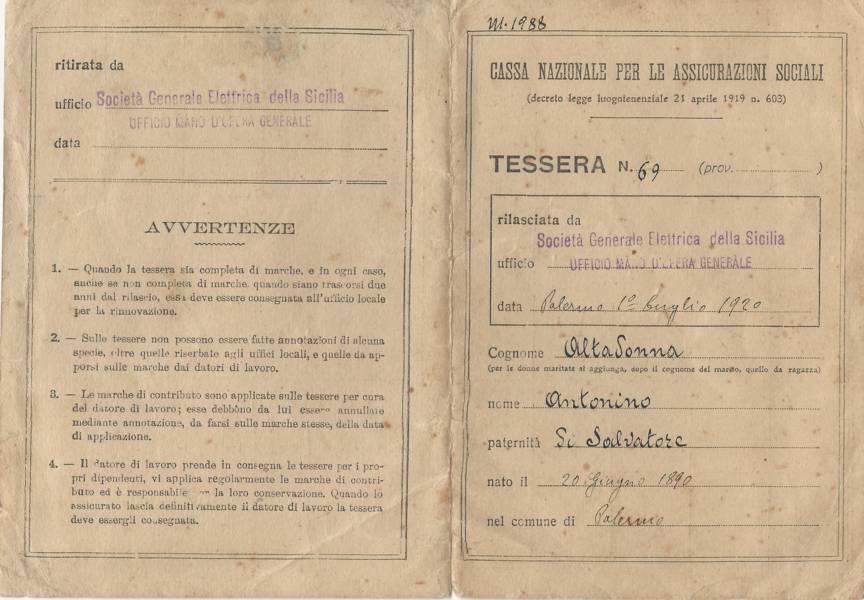 ritirata da
ufficio Società Generale Elettrica della Sicilia
UFFICIO MANO D'OPERA GENERALE
data
AVVERTENZE
1. — Quando la tessera sia completa di marche, e in ogni caso,
anche se non completa di marche, quando siano trascorsi due
anni dal rilascio, essa deve essere consegnata all'ufficio locale
per la rinnovazione.
2. — Sulle tessere non possono essere fatte annotazioni di alcuna
specie, oltre quelle riserbate agli uffici locali, e quelle da ap-
porsi sulle marche dai datori di lavoro.
3. — Le marche di contributo sono applicate sulle tessere per cura
del datore di lavoro; esse debbono da lui essere annullate
mediante annotazione, da farsi sulle marche stesse, della data
di applicazione.
4. — Il datore di lavoro prende in consegna le tessere per i pro-
pri dipendenti, vi applica regolarmente le marche di contri-
buto ed è responsabile per la loro conservazione. Quando lo
assicurato lascia definitivamente il datore di lavoro la tessera
deve essergli consegnata.
M. 1988
CASSA NAZIONALE PER LE ASSICURAZIONI SOCIALI
(decreto legge luogotenenziale 21 aprile 1919 n. 603)
TESSERA N. 69 (prov. )
rilasciata da
Società Generale Elettrica della Sicilia
ufficio UFFICIO MANO D'OPERA GENERALE
data Palermo 1º Luglio 1920
Cognome Altadonna
(per le donne maritate si aggiunga, dopo il cognome del marito, quello da ragazza)
nome Antonino
paternità di Salvatore
nato il 20 Giugno 1890
nel comune di Palermo